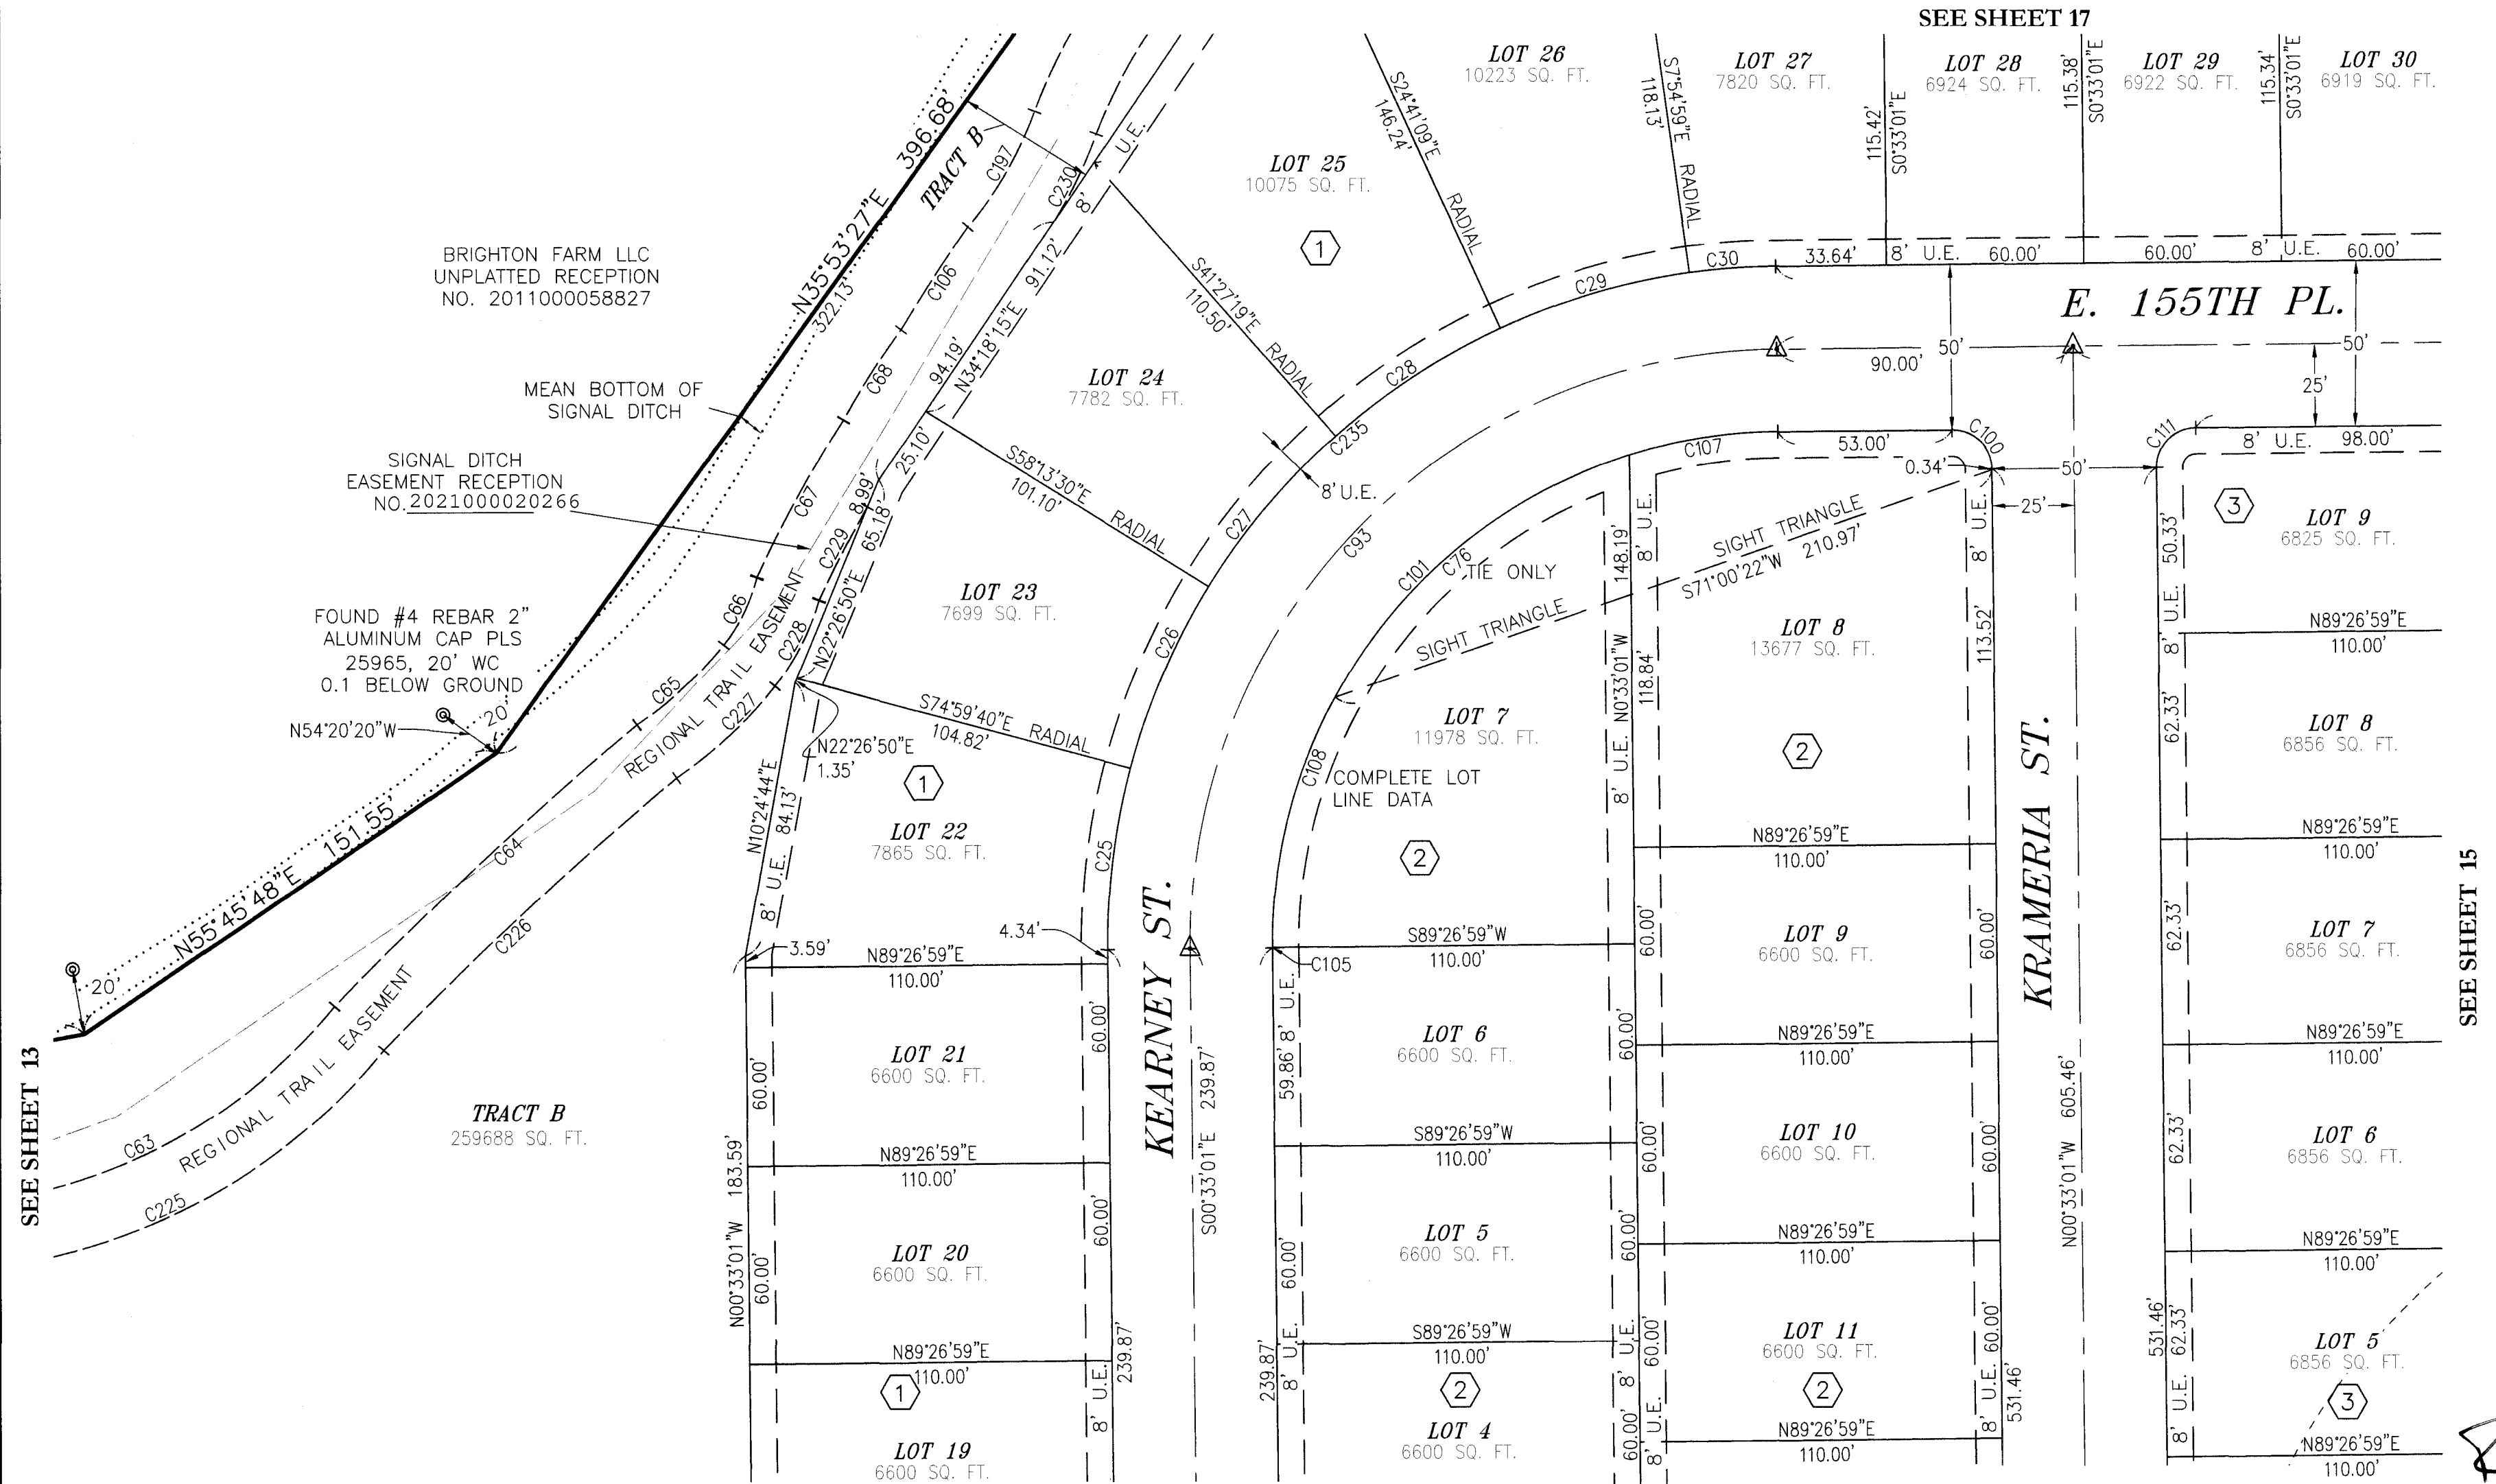 SEE SHEET 17
LOT 26
10223 SQ. FT.
LOT 27
7820 SQ. FT.
LOT 28
6924 SQ. FT.
LOT 29
6922 SQ. FT.
LOT 30
6919 SQ. FT.
S24°41'09"E RADIAL
146.24'
S7°54'59"E RADIAL
118.13'
115.42'
S0°33'01"E
115.38'
S0°33'01"E
115.34'
S0°33'01"E
N35°53'27"E 396.68'
322.13'
TRACT B
C197
C230
8' U.E.
C106
C68
C67
C66
C65
BRIGHTON FARM LLC
UNPLATTED RECEPTION
NO. 2011000058827
MEAN BOTTOM OF
SIGNAL DITCH
SIGNAL DITCH
EASEMENT RECEPTION
NO. 2021000020266
FOUND #4 REBAR 2"
ALUMINUM CAP PLS
25965, 20' WC
0.1 BELOW GROUND
N54°20'20"W
20'
N55°45'48"E 151.55'
20'
SEE SHEET 13
REGIONAL TRAIL EASEMENT
C229
C228
C227
C64
C226
REGIONAL TRAIL EASEMENT
C63
C225
TRACT B
259688 SQ. FT.
94.19'
N34°18'15"E 91.12'
25.10'
8.99'
N22°26'50"E 65.18'
LOT 25
10075 SQ. FT.
1
S41°27'19"E RADIAL
110.50'
LOT 24
7782 SQ. FT.
S58°13'30"E RADIAL
101.10'
LOT 23
7699 SQ. FT.
S74°59'40"E RADIAL
104.82'
N22°26'50"E
1.35'
1
LOT 22
7865 SQ. FT.
N10°24'44"E
8' U.E. 84.13'
3.59'
4.34'
N89°26'59"E
110.00'
LOT 21
6600 SQ. FT.
60.00'
60.00'
N89°26'59"E
110.00'
N00°33'01"W 183.59'
LOT 20
6600 SQ. FT.
60.00'
60.00'
N89°26'59"E
110.00'
1
LOT 19
6600 SQ. FT.
8' U.E.
239.87'
C30
33.64'
8' U.E. 60.00'
60.00'
8' U.E. 60.00'
C29
C28
C235
8' U.E.
C27
C26
C25
C93
E. 155TH PL.
50'
90.00'
50'
25'
C107
53.00'
C100
0.34'
50'
25'
C111
8' U.E. 98.00'
C101
C76
TIE ONLY
SIGHT TRIANGLE
SIGHT TRIANGLE
S71°00'22"W 210.97'
C108
LOT 7
11978 SQ. FT.
COMPLETE LOT
LINE DATA
2
148.19'
8' U.E. N0°33'01"W
8' U.E.
118.84'
LOT 8
13677 SQ. FT.
2
8' U.E.
113.52'
N89°26'59"E
110.00'
KEARNEY ST.
S00°33'01"E 239.87'
C105
S89°26'59"W
110.00'
59.86' 8' U.E.
LOT 6
6600 SQ. FT.
60.00'
S89°26'59"W
110.00'
LOT 5
6600 SQ. FT.
60.00'
60.00'
S89°26'59"W
110.00'
239.87'
8' U.E.
2
LOT 4
6600 SQ. FT.
8' U.E.
60.00'
60.00'
LOT 9
6600 SQ. FT.
60.00'
N89°26'59"E
110.00'
60.00'
LOT 10
6600 SQ. FT.
60.00'
N89°26'59"E
110.00'
60.00'
LOT 11
6600 SQ. FT.
2
8' U.E. 60.00'
531.46'
8' U.E.
N89°26'59"E
110.00'
KRAMERIA ST.
N00°33'01"W 605.46'
3
LOT 9
6825 SQ. FT.
8' U.E. 50.33'
N89°26'59"E
110.00'
LOT 8
6856 SQ. FT.
8'
62.33'
N89°26'59"E
110.00'
LOT 7
6856 SQ. FT.
62.33'
N89°26'59"E
110.00'
LOT 6
6856 SQ. FT.
62.33'
N89°26'59"E
110.00'
LOT 5
6856 SQ. FT.
531.46'
8' U.E. 62.33'
3
N89°26'59"E
110.00'
8'
SEE SHEET 15